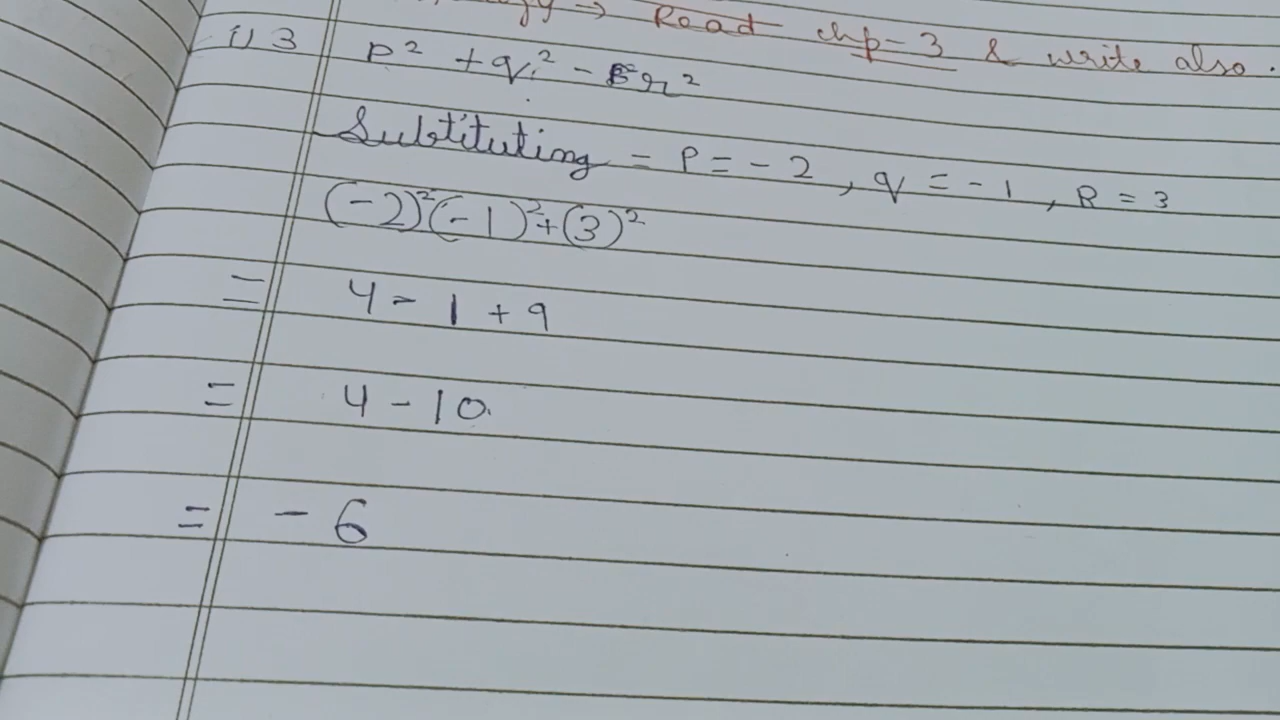 → Read chp-3 & write also.
i) 3 p² + q² - r²
Substituting = P = -2, q = -1, R = 3
(-2)²(-1)²+(3)²
= 4 - 1 + 9
= 4 - 10.
= - 6